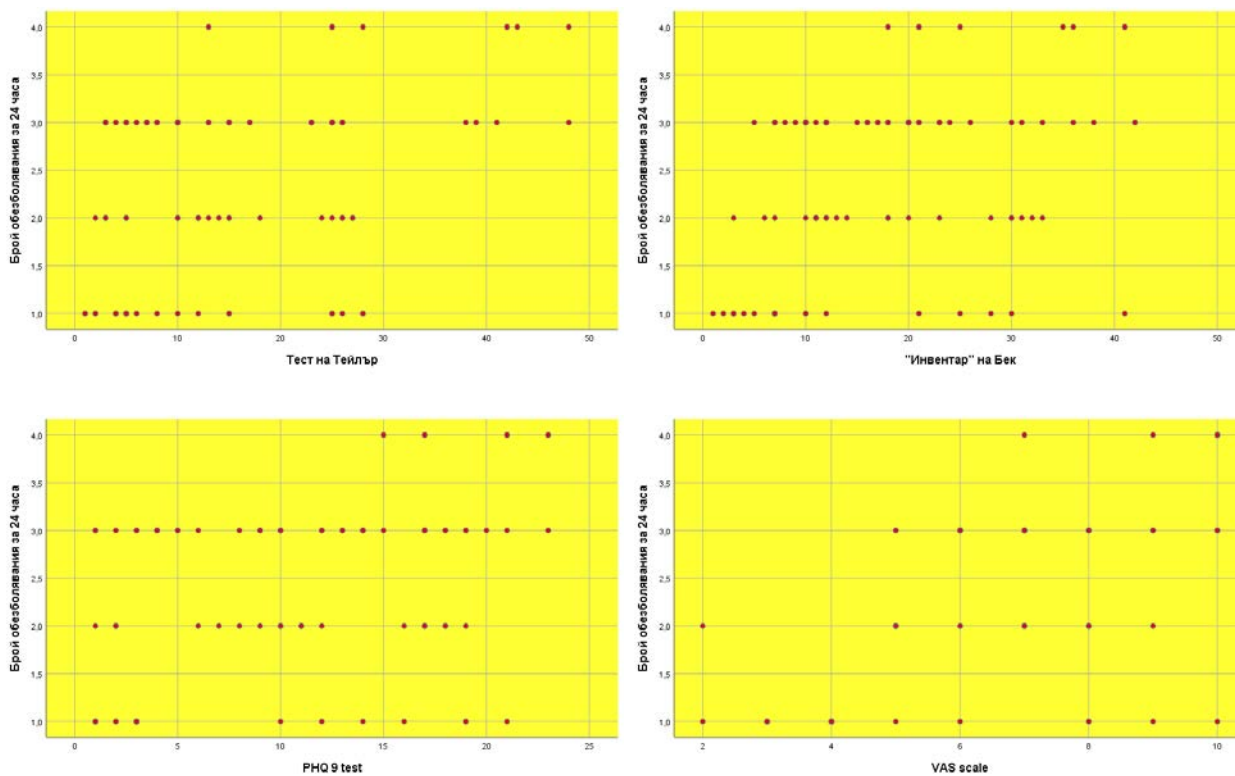 Брой обезболявания за 24 часа
4,0
3,5
3,0
2,5
2,0
1,5
1,0
0 10 20 30 40 50
Тест на Тейлър
Брой обезболявания за 24 часа
4,0
3,5
3,0
2,5
2,0
1,5
1,0
0 10 20 30 40 50
"Инвентар" на Бек
Брой обезболявания за 24 часа
4,0
3,5
3,0
2,5
2,0
1,5
1,0
0 5 10 15 20 25
PHQ 9 test
Брой обезболявания за 24 часа
4,0
3,5
3,0
2,5
2,0
1,5
1,0
2 4 6 8 10
VAS scale